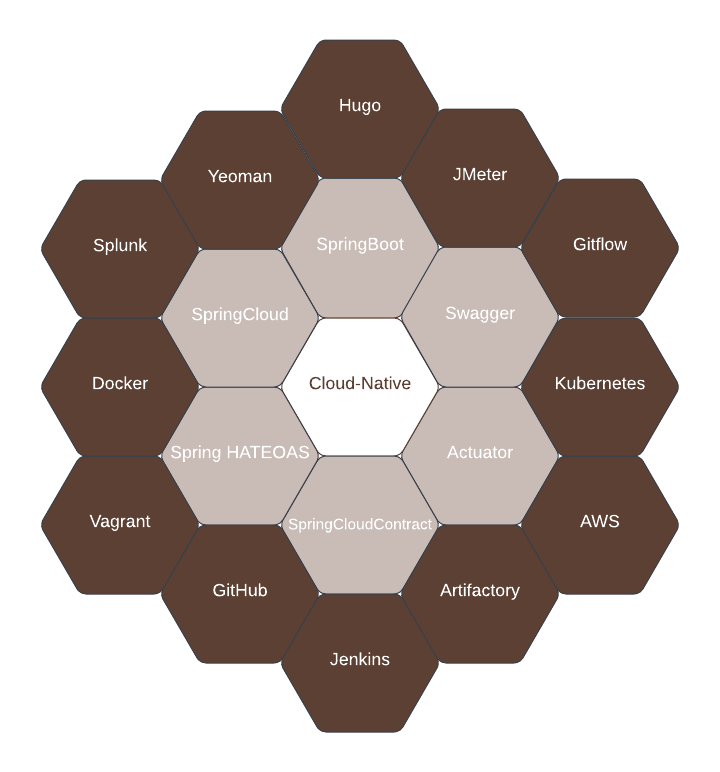 Hugo
JMeter
Yeoman
SpringBoot
Gitflow
Splunk
Swagger
SpringCloud
Cloud-Native
Kubernetes
Docker
Spring HATEOAS
Actuator
Vagrant
SpringCloudContract
AWS
GitHub
Artifactory
Jenkins